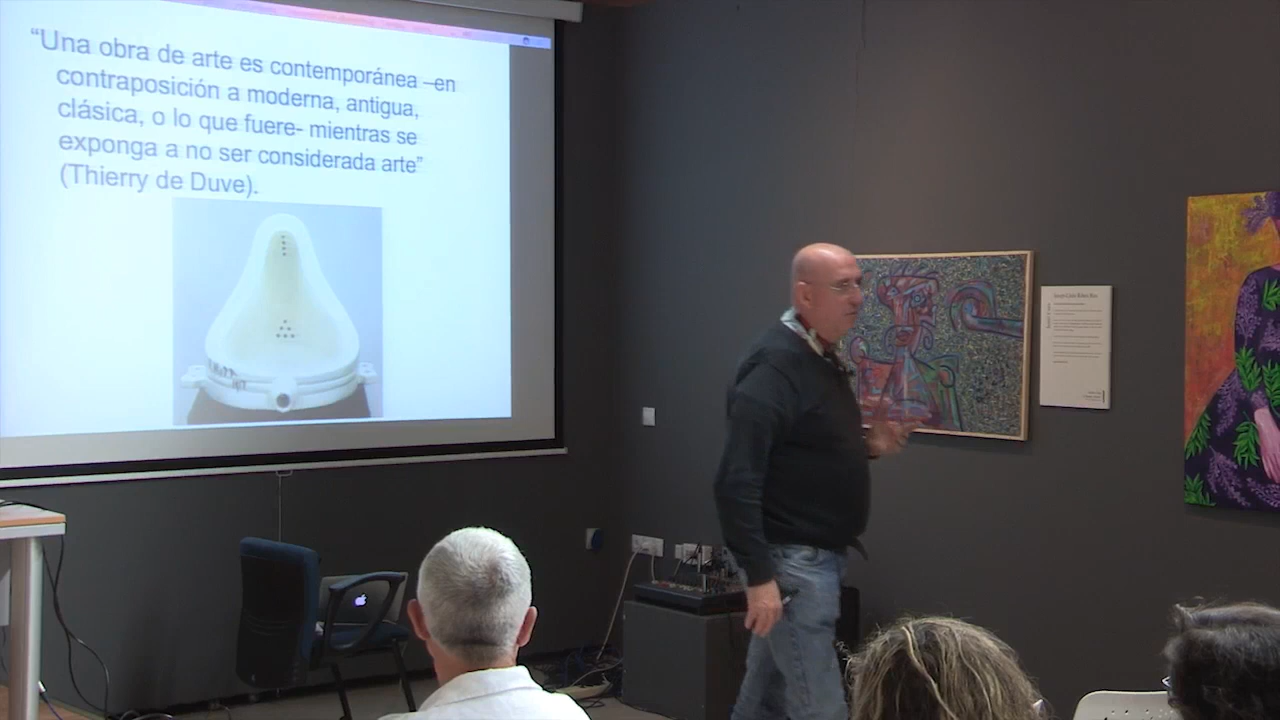 “Una obra de arte es contemporánea –en
contraposición a moderna, antigua,
clásica, o lo que fuere- mientras se
exponga a no ser considerada arte”
(Thierry de Duve).